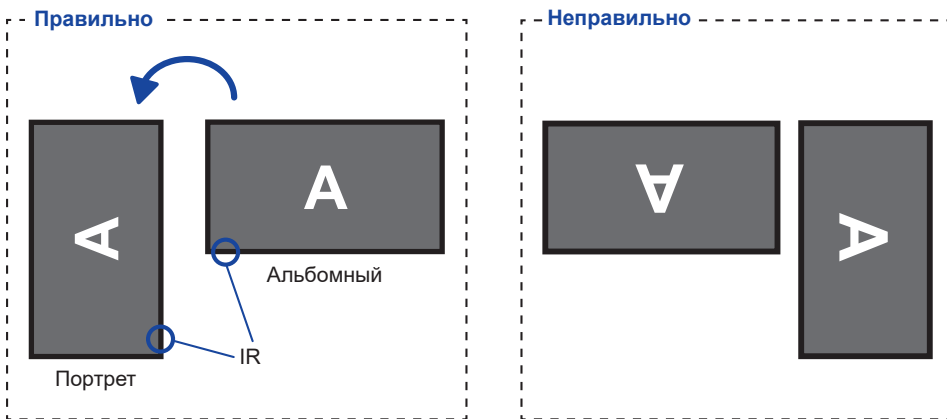 Правильно
Неправильно
A
A
Альбомный
IR
Портрет
A
A